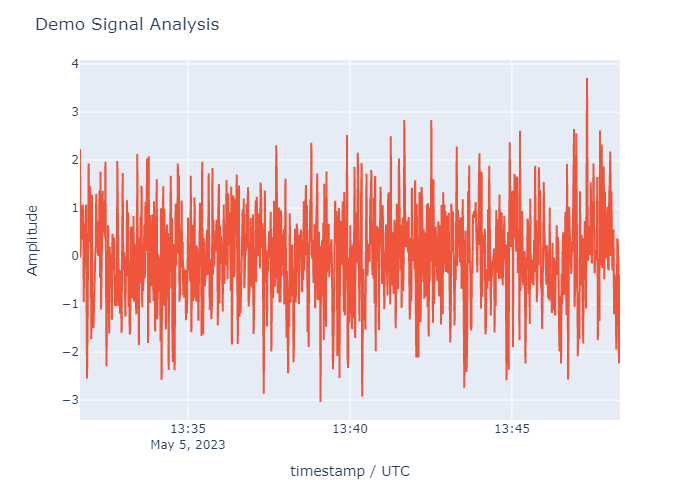 Demo Signal Analysis
Amplitude
4
3
2
1
0
−1
−2
−3
13:35
May 5, 2023
13:40
13:45
timestamp / UTC